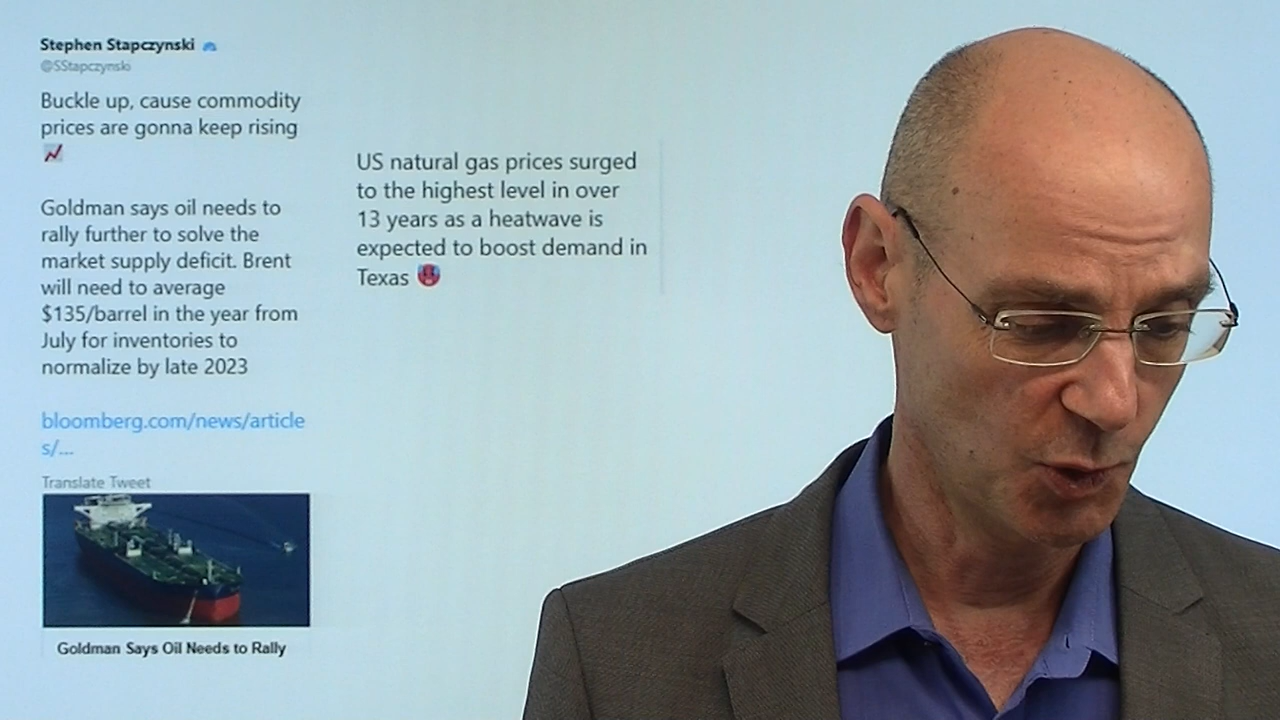 Stephen Stapczynski
@SStapczynski
Buckle up, cause commodity
prices are gonna keep rising
Goldman says oil needs to
rally further to solve the
market supply deficit. Brent
will need to average
$135/barrel in the year from
July for inventories to
normalize by late 2023
bloomberg.com/news/article
s/...
Translate Tweet
Goldman Says Oil Needs to Rally
US natural gas prices surged
to the highest level in over
13 years as a heatwave is
expected to boost demand in
Texas